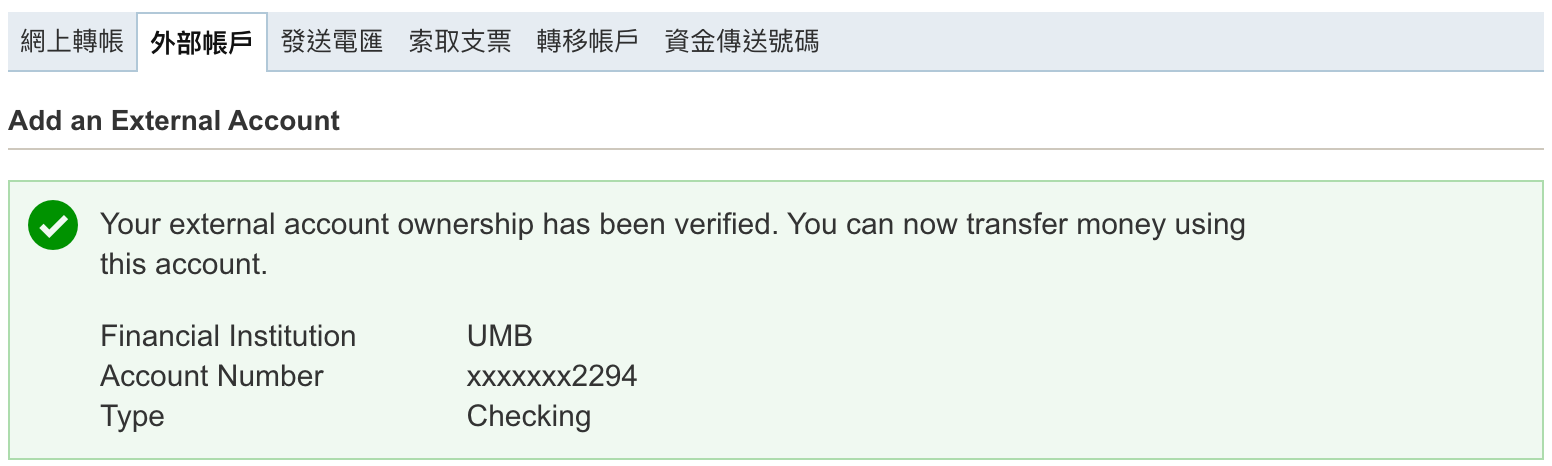 網上轉帳 外部帳戶 發送電匯 索取支票 轉移帳戶 資金傳送號碼
Add an External Account
Your external account ownership has been verified. You can now transfer money using
this account.
Financial Institution UMB
Account Number xxxxxxx2294
Type Checking